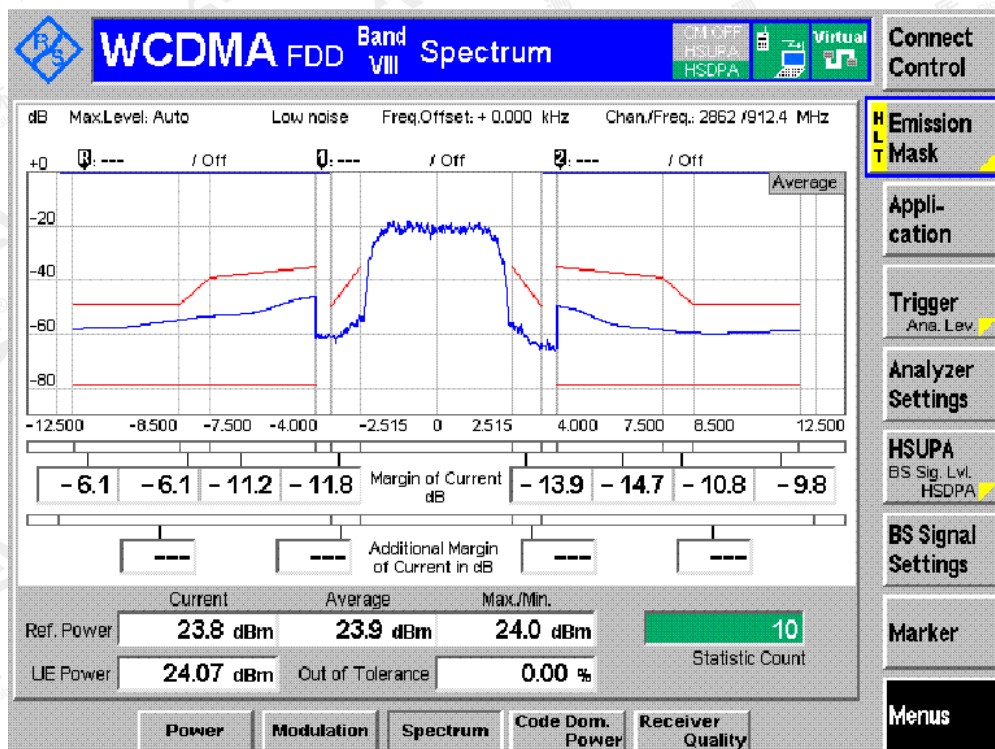 R S WCDMA FDD Band VIII Spectrum
CM OFF
HSUPA
HSDPA
Virtual
Connect Control
dB Max.Level: Auto Low noise Freq.Offset: + 0.000 kHz Chan./Freq.: 2862 /912.4 MHz
HLT Emission Mask
R: --- / Off 1: --- / Off 2: --- / Off
Average
+0
-20
-40
-60
-80
-12.500 -8.500 -7.500 -4.000 -2.515 0 2.515 4.000 7.500 8.500 12.500
Appli-
cation
Trigger
Ana. Lev.
Analyzer
Settings
HSUPA
BS Sig. Lvl.
HSDPA
-6.1 -6.1 -11.2 -11.8 Margin of Current dB -13.9 -14.7 -10.8 -9.8
--- --- Additional Margin of Current in dB --- ---
BS Signal
Settings
Current Average Max./Min.
Ref. Power 23.8 dBm 23.9 dBm 24.0 dBm 10
Statistic Count
UE Power 24.07 dBm Out of Tolerance 0.00 %
Marker
Power Modulation Spectrum Code Dom. Power Receiver Quality
Menus